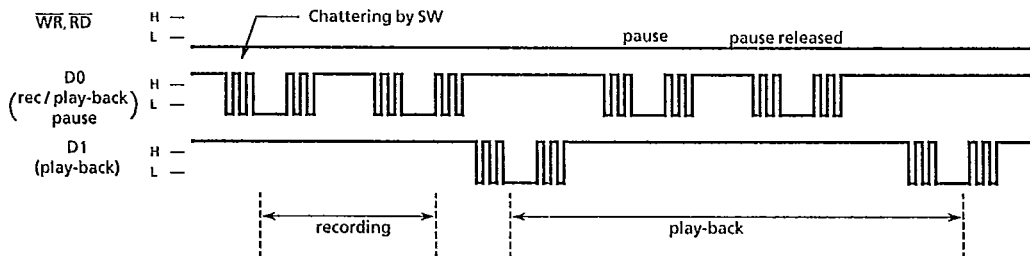 WR, RD
H
L
Chattering by SW
pause
pause released
D0
(rec / play-back
pause)
H
L
D1
(play-back)
H
L
recording
play-back